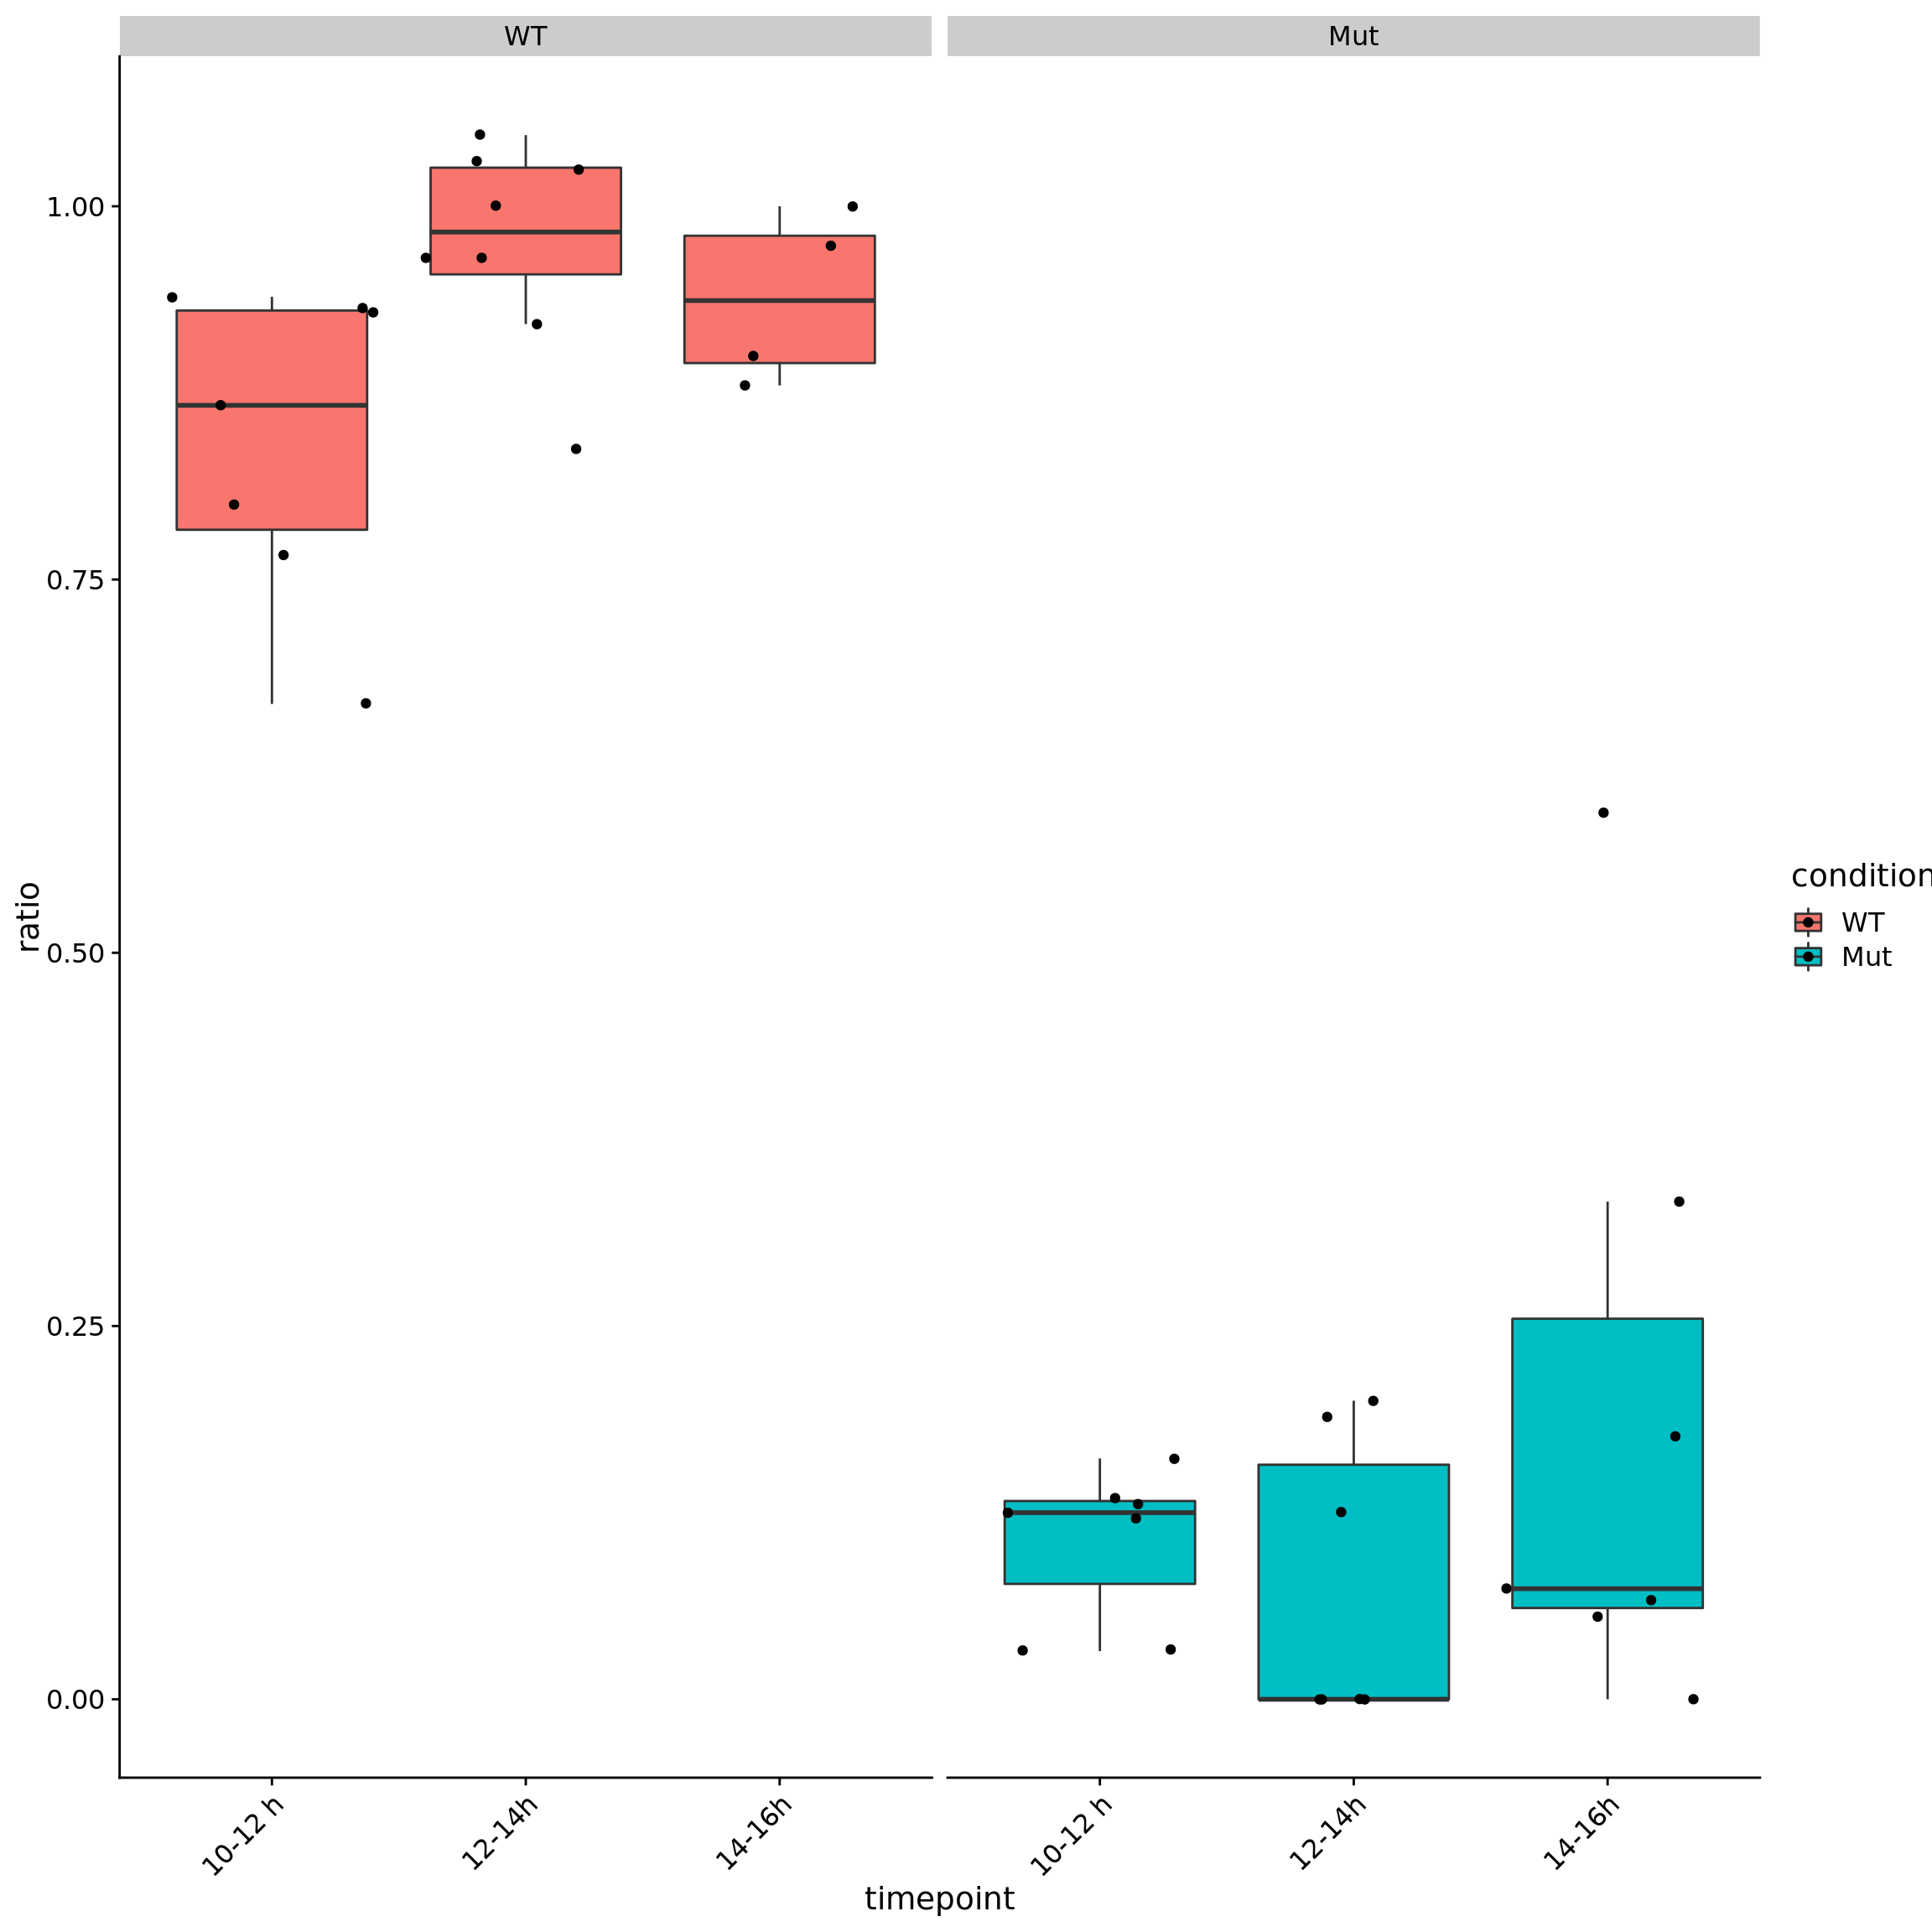 WT
Mut
1.00
0.75
0.50
0.25
0.00
ratio
10-12 h
12-14h
14-16h
10-12 h
12-14h
14-16h
timepoint
condition
WT
Mut